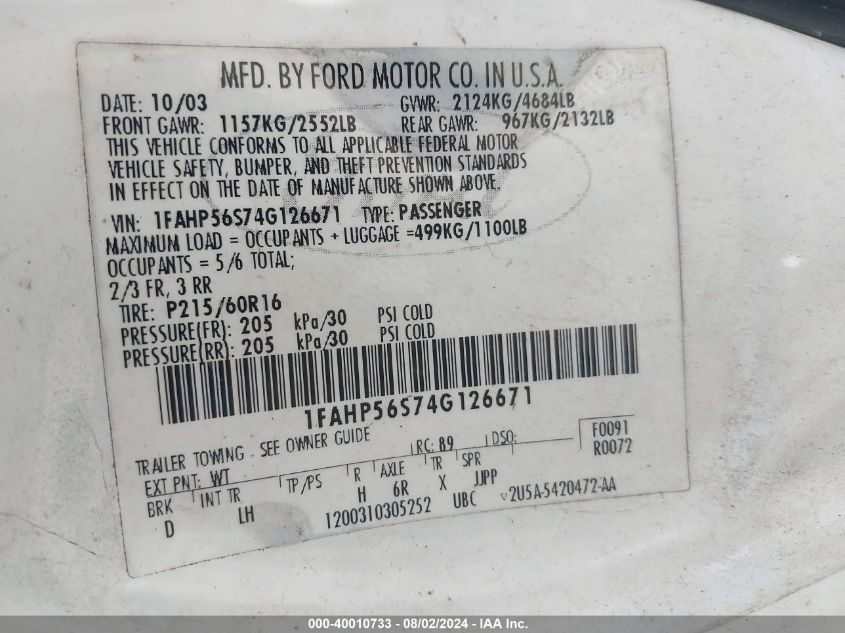 MFD. BY FORD MOTOR CO. IN U.S.A.
DATE: 10/03 GVWR: 2124KG/4684LB
FRONT GAWR: 1157KG/2552LB REAR GAWR: 967KG/2132LB
THIS VEHICLE CONFORMS TO ALL APPLICABLE FEDERAL MOTOR
VEHICLE SAFETY, BUMPER, AND THEFT PREVENTION STANDARDS
IN EFFECT ON THE DATE OF MANUFACTURE SHOWN ABOVE.
VIN: 1FAHP56S74G126671 TYPE: PASSENGER
MAXIMUM LOAD = OCCUPANTS + LUGGAGE =499KG/1100LB
OCCUPANTS = 5/6 TOTAL;
2/3 FR, 3 RR
TIRE: P215/60R16
PRESSURE(FR): 205 kPa/30 PSI COLD
PRESSURE(RR): 205 kPa/30 PSI COLD
1FAHP56S74G126671
TRAILER TOWING - SEE OWNER GUIDE
EXT PNT: WT RC: 89 DSO: F0091
R0072
BRK INT TR TP/PS R AXLE TR SPR
D LH H 6R X JJPP
1200310305252 UBC 2U5A-5420472-AA
000-40010733 - 08/02/2024 - IAA Inc.